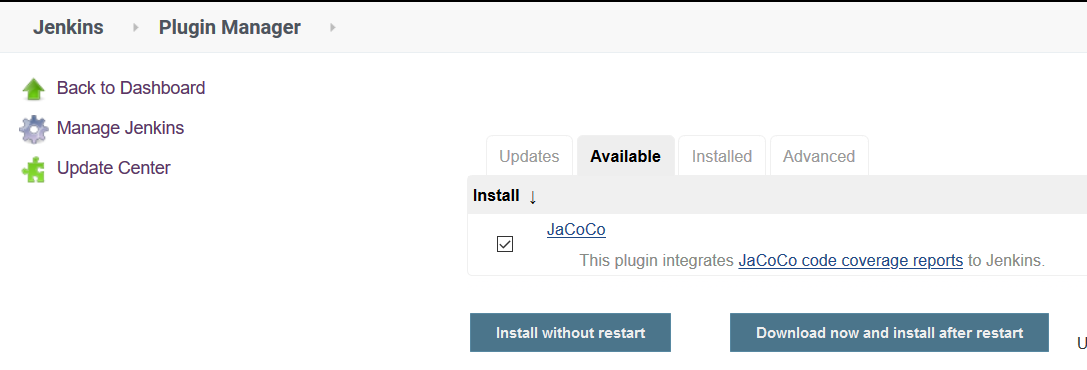 Jenkins Plugin Manager
Back to Dashboard
Manage Jenkins
Update Center
Updates Available Installed Advanced
Install ↓
JaCoCo
This plugin integrates JaCoCo code coverage reports to Jenkins.
Install without restart Download now and install after restart
U